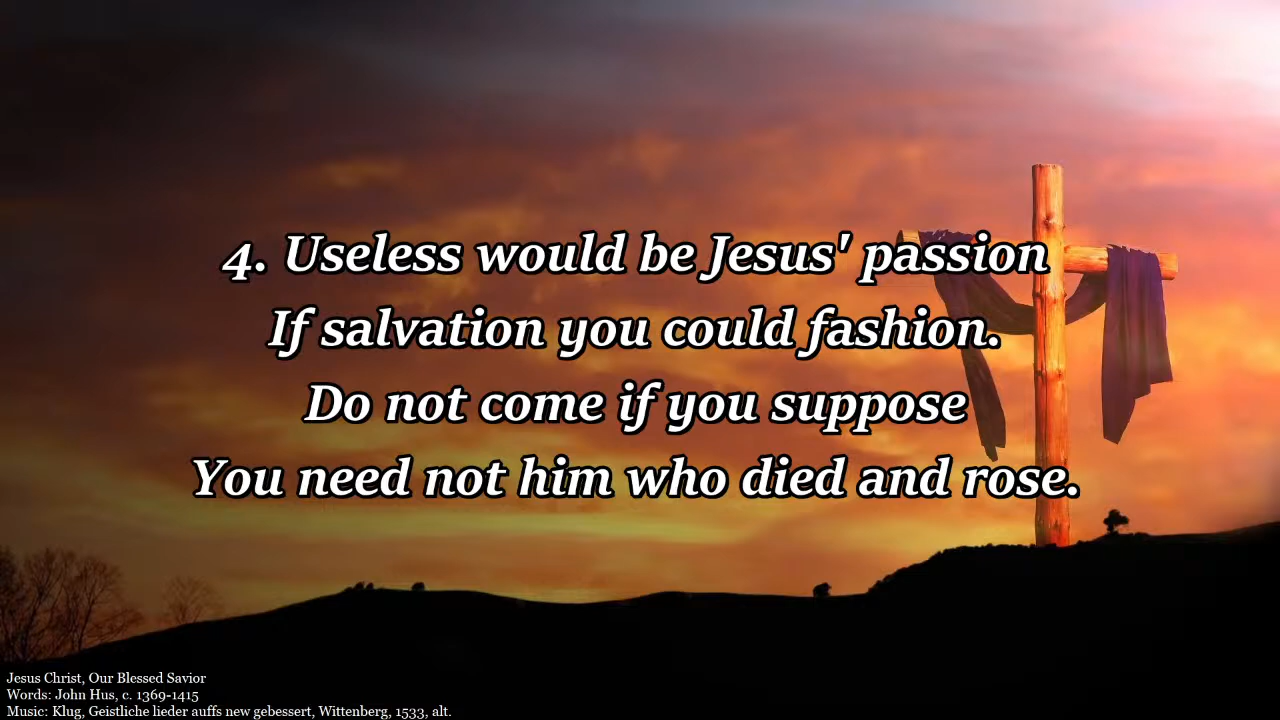 4. Useless would be Jesus' passion
If salvation you could fashion.
Do not come if you suppose
You need not him who died and rose.
Jesus Christ, Our Blessed Savior
Words: John Hus, c. 1369-1415
Music: Klug, Geistliche lieder auffs new gebessert, Wittenberg, 1533, alt.